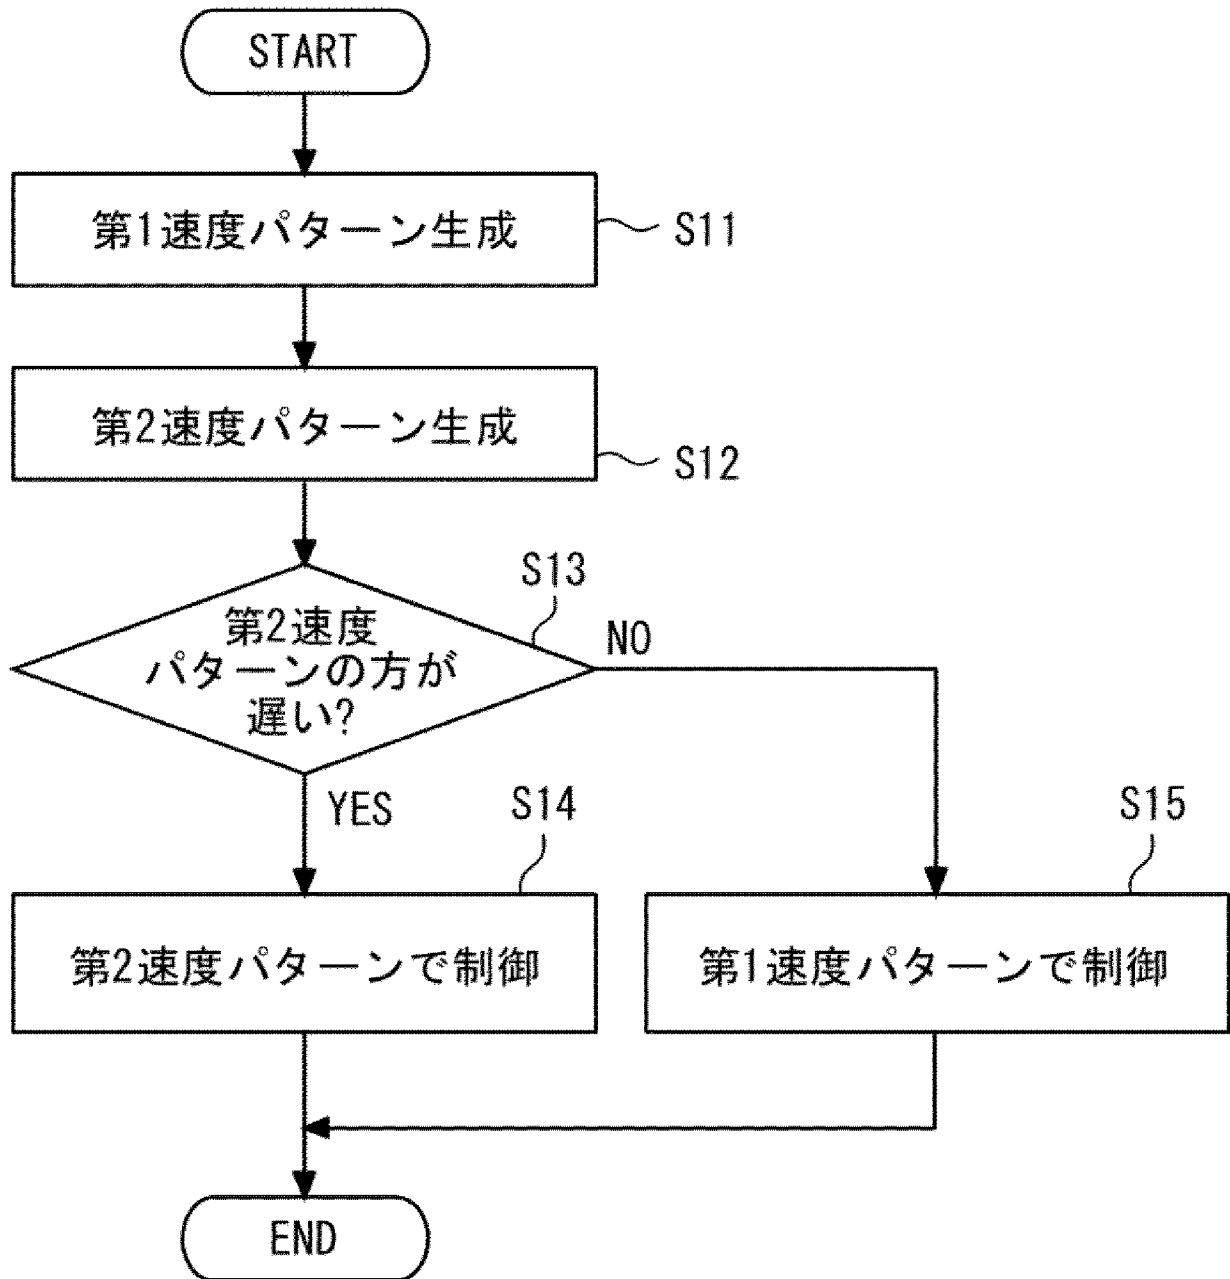 START
第1速度パターン生成
S11
第2速度パターン生成
S12
S13
第2速度
パターンの方が
遅い?
NO
YES
S14
S15
第2速度パターンで制御
第1速度パターンで制御
END